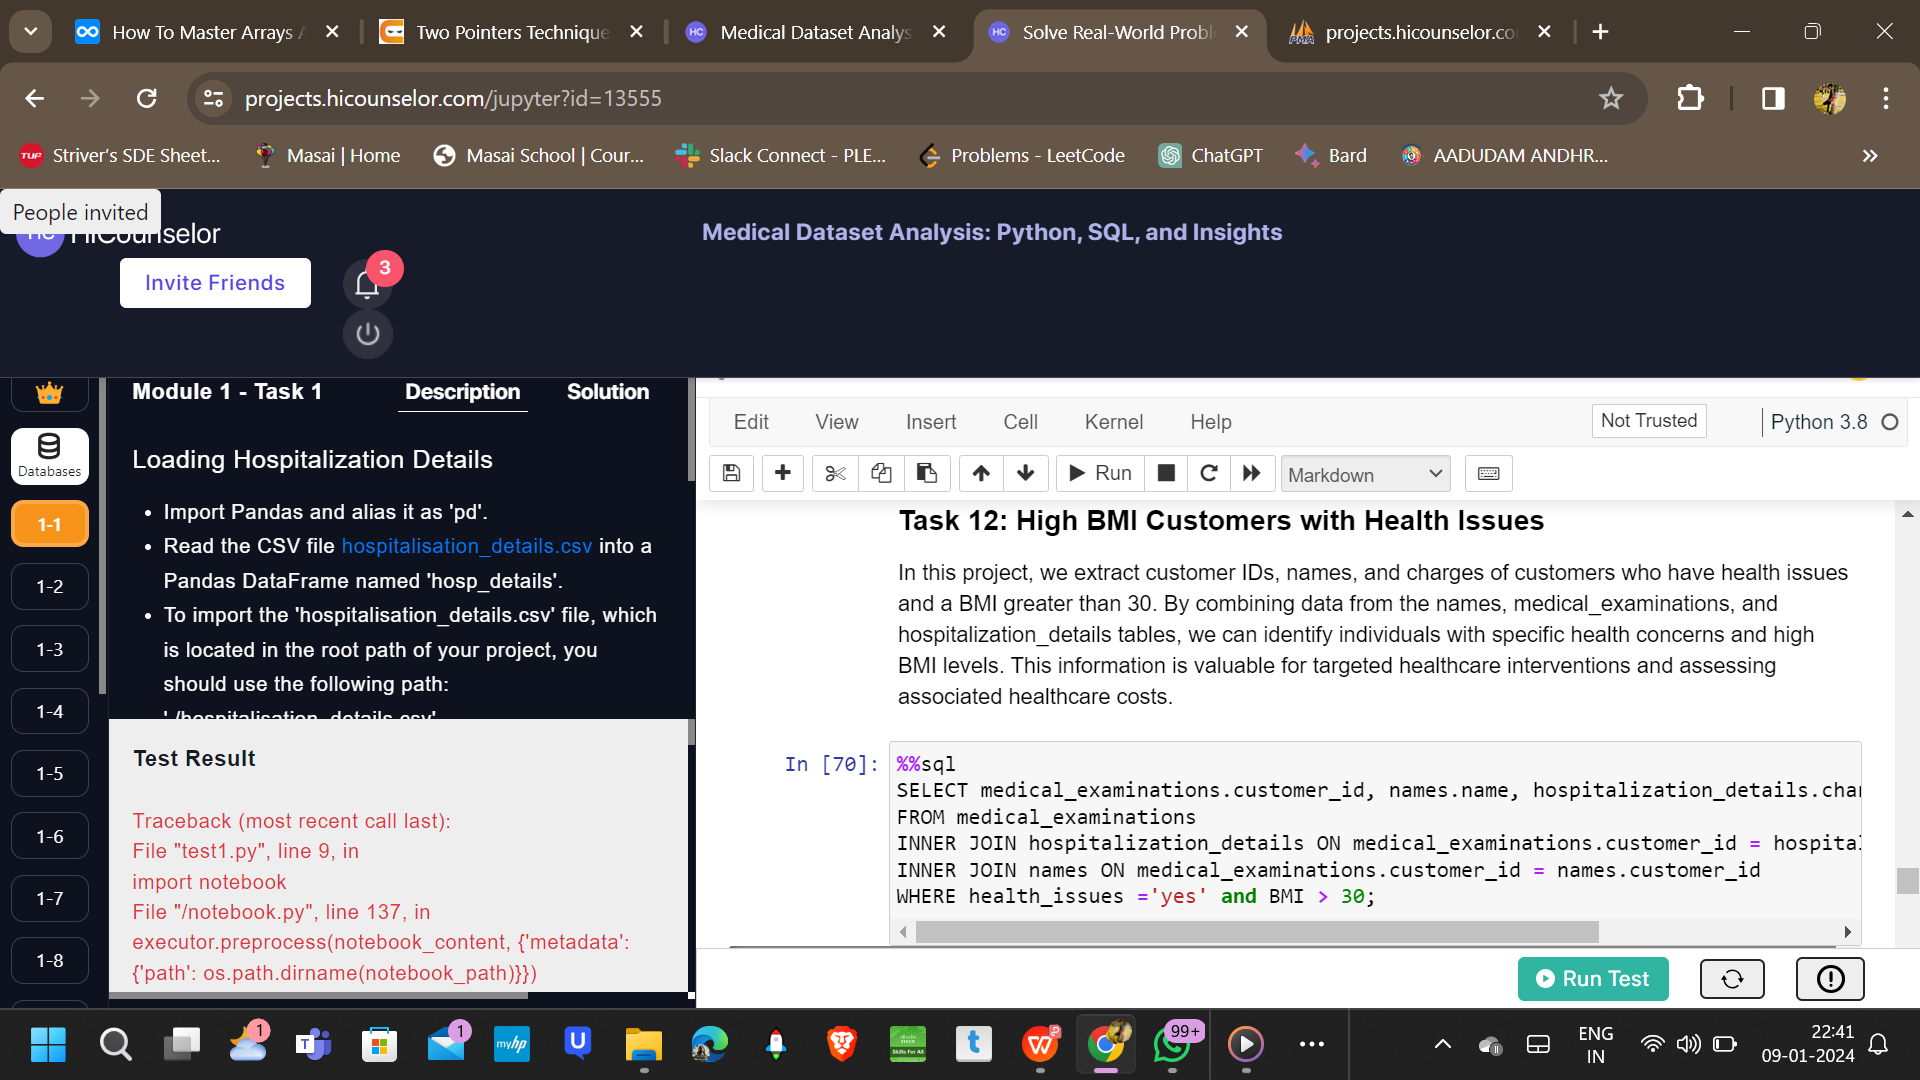 How To Master Arrays
Two Pointers Technique
Medical Dataset Analys
Solve Real-World Probl
projects.hicounselor.co
projects.hicounselor.com/jupyter?id=13555
TUF
Striver's SDE Sheet...
Masai | Home
Masai School | Cour...
Slack Connect - PLE...
Problems - LeetCode
ChatGPT
Bard
AADUDAM ANDHR...
People invited
HC HiCounselor
Medical Dataset Analysis: Python, SQL, and Insights
Invite Friends
3
Module 1 - Task 1
Description
Solution
Databases
1-1
1-2
1-3
1-4
1-5
1-6
1-7
1-8
Loading Hospitalization Details
• Import Pandas and alias it as 'pd'.
• Read the CSV file hospitalisation_details.csv into a
Pandas DataFrame named 'hosp_details'.
• To import the 'hospitalisation_details.csv' file, which
is located in the root path of your project, you
should use the following path:
'./hospitalisation_details.csv'
Test Result
Traceback (most recent call last):
File "test1.py", line 9, in
import notebook
File "/notebook.py", line 137, in
executor.preprocess(notebook_content, {'metadata':
{'path': os.path.dirname(notebook_path)}})
Edit
View
Insert
Cell
Kernel
Help
Not Trusted
Python 3.8
Run
Markdown
Task 12: High BMI Customers with Health Issues
In this project, we extract customer IDs, names, and charges of customers who have health issues
and a BMI greater than 30. By combining data from the names, medical_examinations, and
hospitalization_details tables, we can identify individuals with specific health concerns and high
BMI levels. This information is valuable for targeted healthcare interventions and assessing
associated healthcare costs.
In [70]:
%%sql
SELECT medical_examinations.customer_id, names.name, hospitalization_details.char
FROM medical_examinations
INNER JOIN hospitalization_details ON medical_examinations.customer_id = hospital
INNER JOIN names ON medical_examinations.customer_id = names.customer_id
WHERE health_issues ='yes' and BMI > 30;
Run Test
1
1
myhp
Skills For All
99+
ENG
IN
22:41
09-01-2024